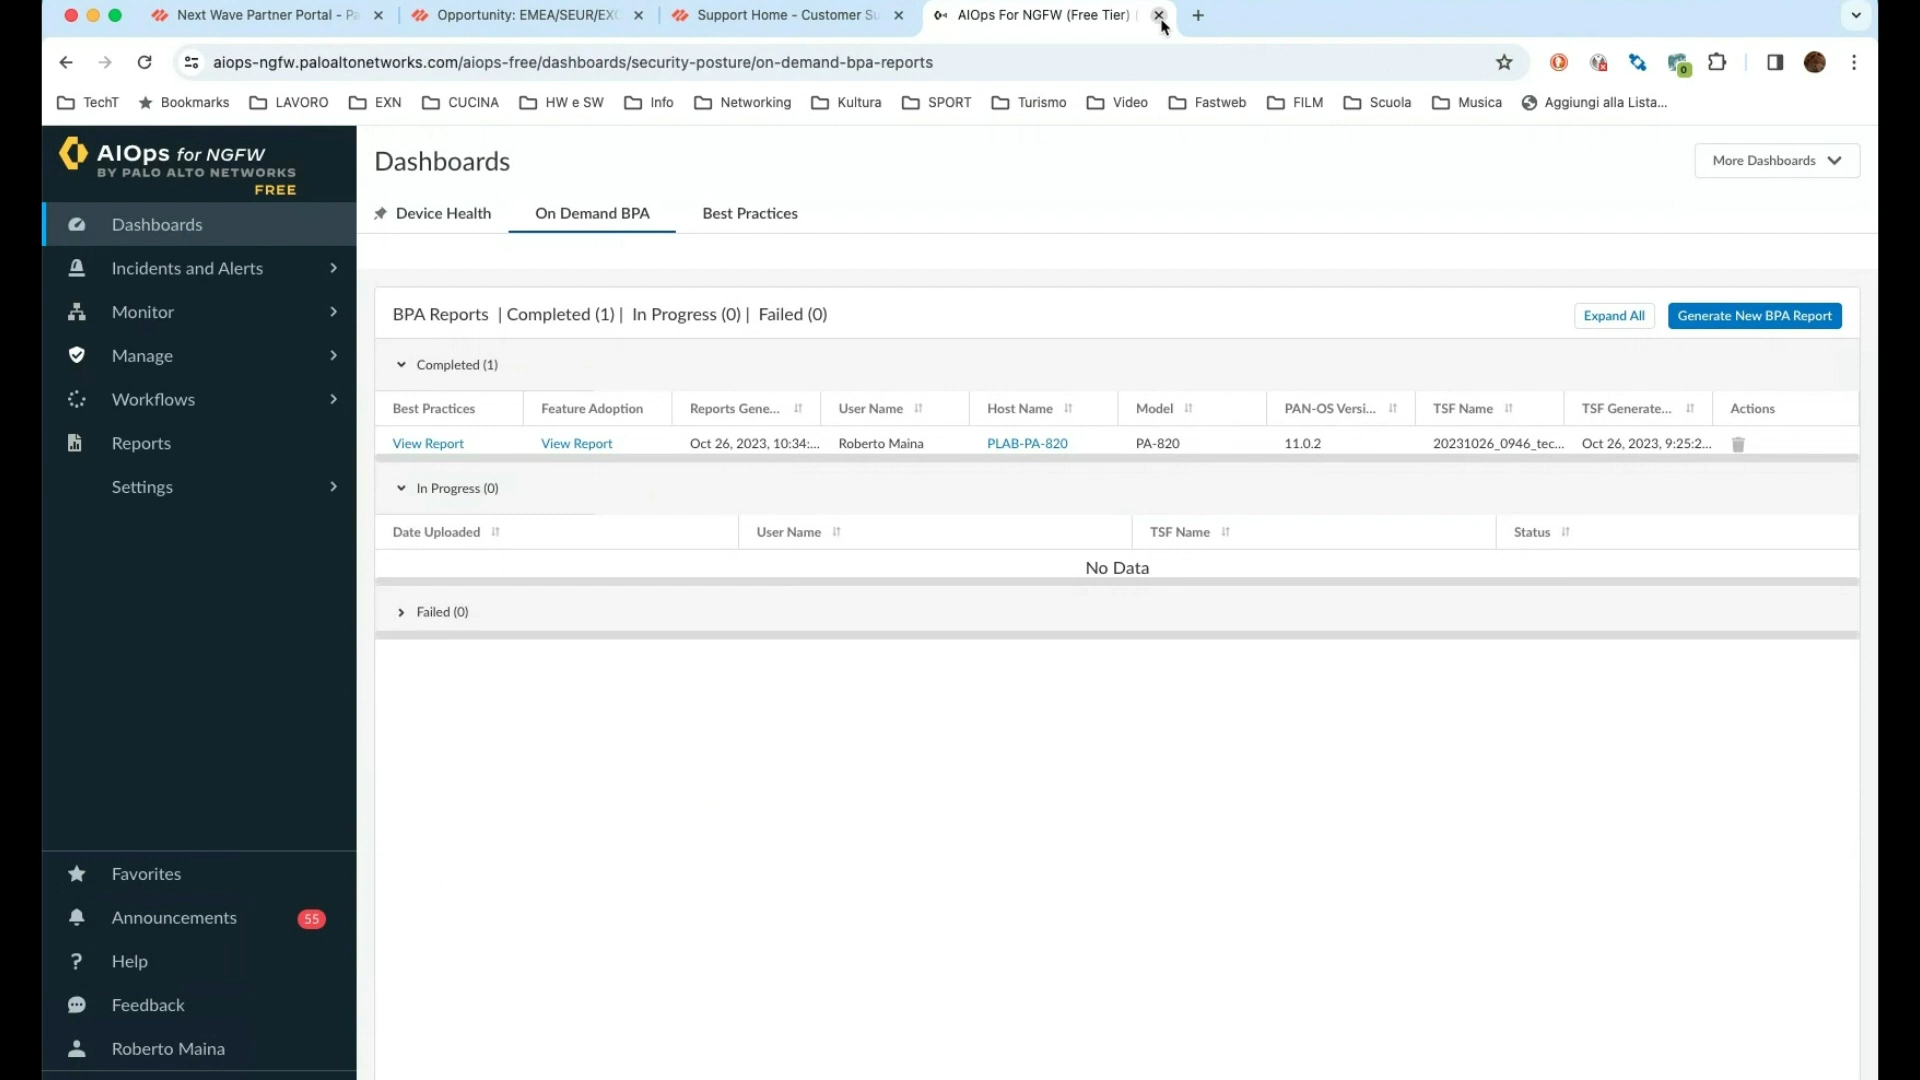 Next Wave Partner Portal - Pa
Opportunity: EMEA/SEUR/EXC
Support Home - Customer Su
AIOps For NGFW (Free Tier)
aiops-ngfw.paloaltonetworks.com/aiops-free/dashboards/security-posture/on-demand-bpa-reports
0
TechT Bookmarks LAVORO EXN CUCINA HW e SW Info Networking Kultura SPORT Turismo Video Fastweb FILM Scuola Musica Aggiungi alla Lista...
AIOps for NGFW
BY PALO ALTO NETWORKS
FREE
Dashboards
Incidents and Alerts
Monitor
Manage
Workflows
Reports
Settings
Favorites
Announcements 55
Help
Feedback
Roberto Maina
Dashboards
More Dashboards
Device Health On Demand BPA Best Practices
BPA Reports | Completed (1) | In Progress (0) | Failed (0)
Expand All Generate New BPA Report
Completed (1)
Best Practices Feature Adoption Reports Gene... User Name Host Name Model PAN-OS Versi... TSF Name TSF Generate... Actions
View Report View Report Oct 26, 2023, 10:34:... Roberto Maina PLAB-PA-820 PA-820 11.0.2 20231026_0946_tec... Oct 26, 2023, 9:25:2...
In Progress (0)
Date Uploaded User Name TSF Name Status
No Data
Failed (0)